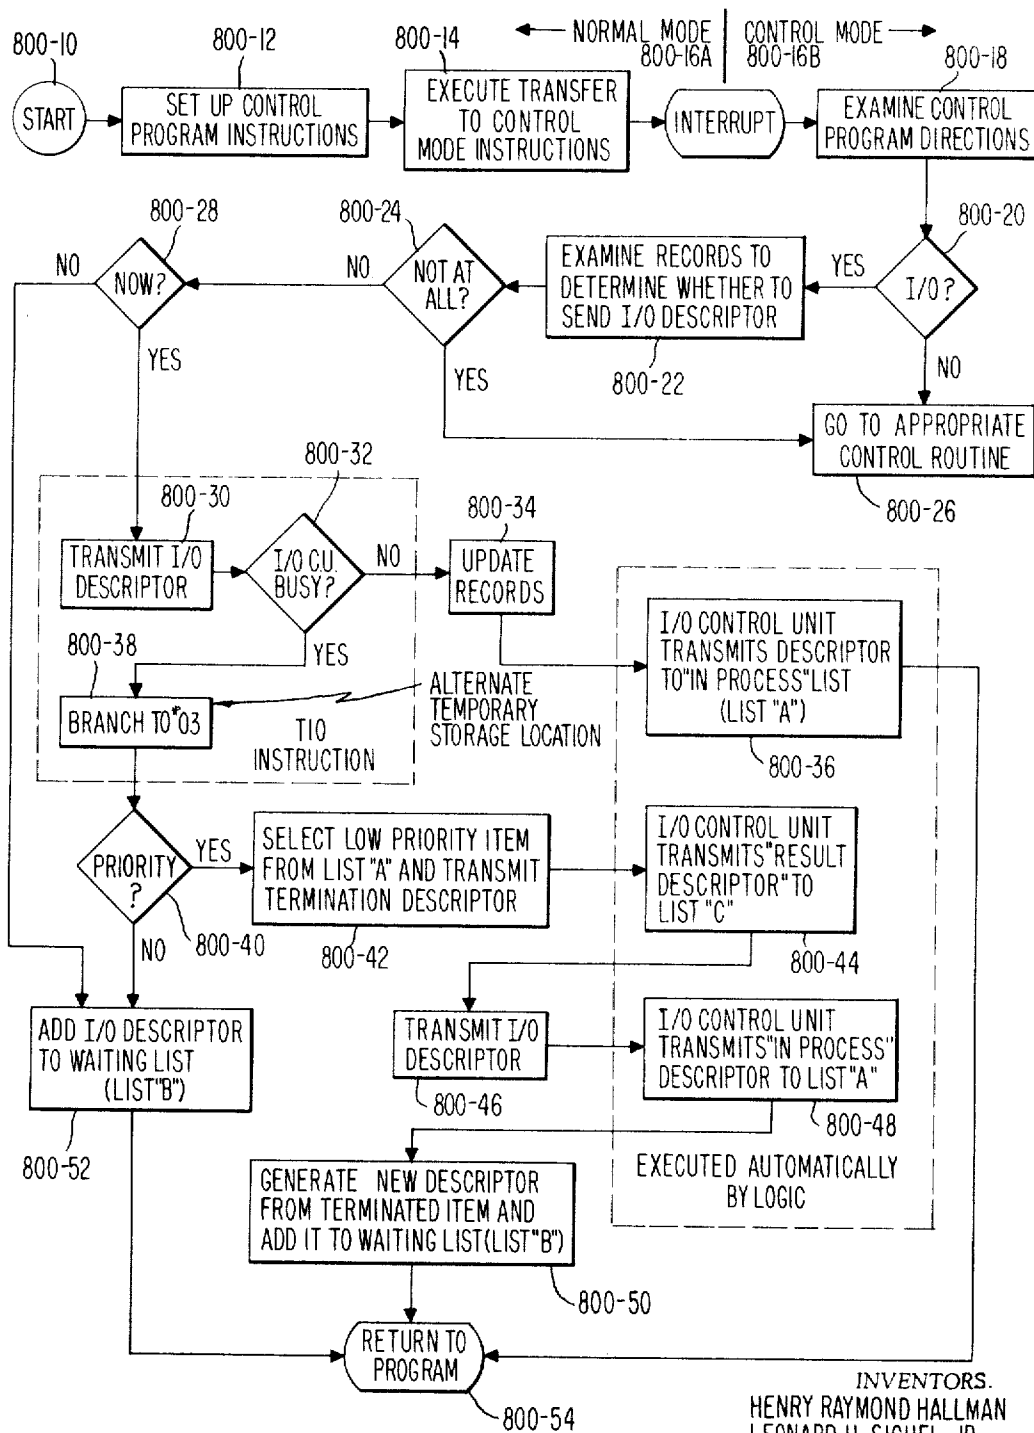 800-10
800-12
800-14
NORMAL MODE
800-16A
CONTROL MODE
800-16B
800-18
START
SET UP CONTROL
PROGRAM INSTRUCTIONS
EXECUTE TRANSFER
TO CONTROL
MODE INSTRUCTIONS
INTERRUPT
EXAMINE CONTROL
PROGRAM DIRECTIONS
800-28
800-24
800-20
NO
NOW?
NO
NOT AT
ALL?
EXAMINE RECORDS TO
DETERMINE WHETHER TO
SEND I/O DESCRIPTOR
YES
I/O?
YES
YES
800-22
NO
GO TO APPROPRIATE
CONTROL ROUTINE
800-26
800-30
800-32
800-34
TRANSMIT I/O
DESCRIPTOR
I/O C.U.
BUSY?
NO
UPDATE
RECORDS
YES
I/O CONTROL UNIT
TRANSMITS DESCRIPTOR
TO "IN PROCESS" LIST
(LIST "A")
800-36
800-38
BRANCH TO *03
ALTERNATE
TEMPORARY
STORAGE LOCATION
TIO
INSTRUCTION
PRIORITY
?
YES
800-40
NO
SELECT LOW PRIORITY ITEM
FROM LIST "A" AND TRANSMIT
TERMINATION DESCRIPTOR
800-42
I/O CONTROL UNIT
TRANSMITS "RESULT
DESCRIPTOR" TO
LIST "C"
800-44
ADD I/O DESCRIPTOR
TO WAITING LIST
(LIST "B")
800-52
TRANSMIT I/O
DESCRIPTOR
800-46
I/O CONTROL UNIT
TRANSMITS "IN PROCESS"
DESCRIPTOR TO LIST "A"
800-48
EXECUTED AUTOMATICALLY
BY LOGIC
GENERATE NEW DESCRIPTOR
FROM TERMINATED ITEM AND
ADD IT TO WAITING LIST (LIST "B")
800-50
RETURN TO
PROGRAM
800-54
INVENTORS.
HENRY RAYMOND HALLMAN
LEONARD H. SICHEL, JR.